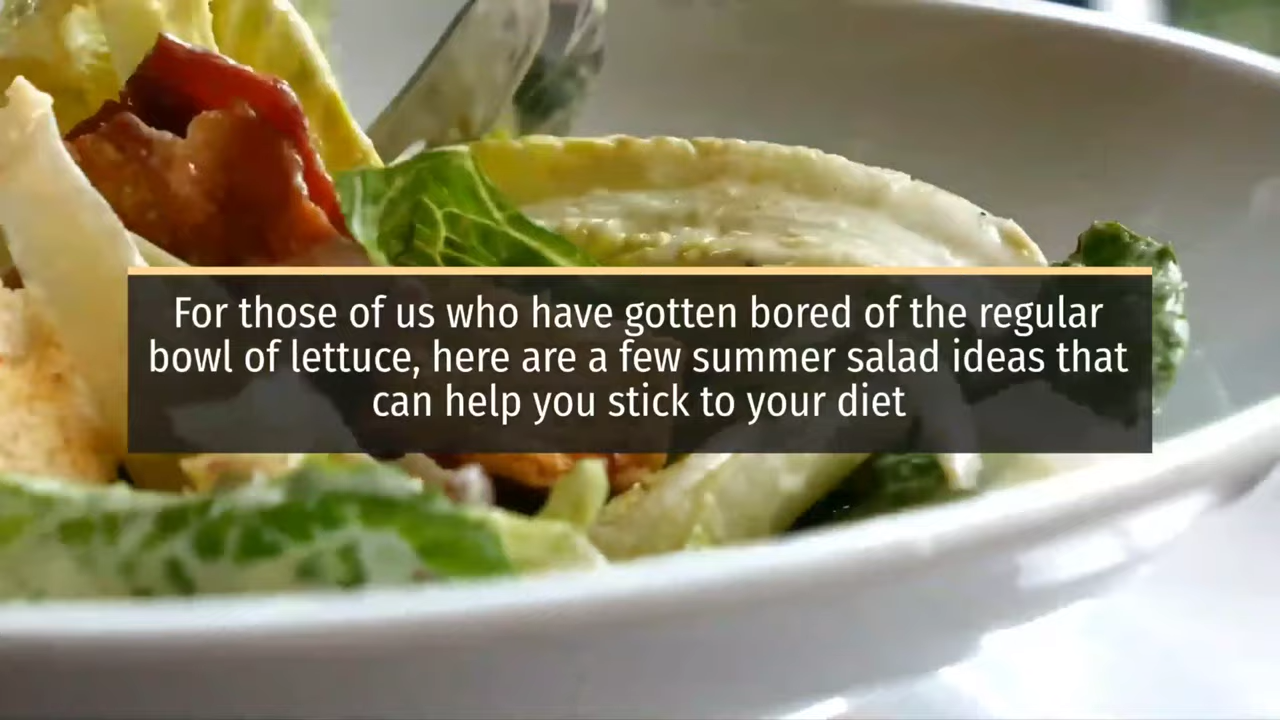 For those of us who have gotten bored of the regular
bowl of lettuce, here are a few summer salad ideas that
can help you stick to your diet